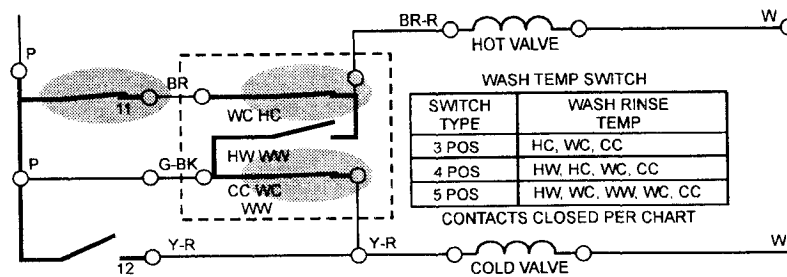 BR-R
W
HOT VALVE
P
11
BR
WC HC
WASH TEMP SWITCH
SWITCH TYPE
WASH RINSE TEMP
3 POS
HC, WC, CC
4 POS
HW, HC, WC, CC
5 POS
HW, WC, WW, WC, CC
CONTACTS CLOSED PER CHART
HW WW
P
G-BK
CC WC
WW
12
Y-R
Y-R
COLD VALVE
W